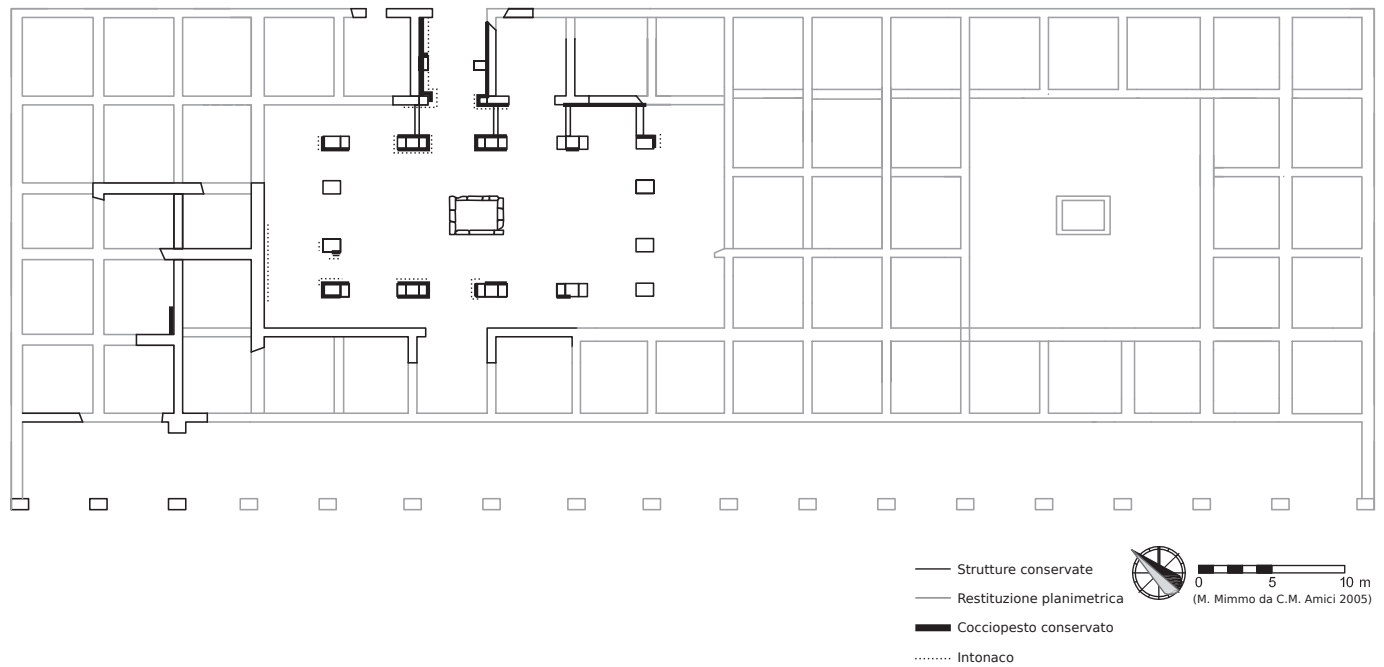 Strutture conservate
Restituzione planimetrica
Cocciopesto conservato
Intonaco
0 5 10 m
(M. Mimmo da C.M. Amici 2005)